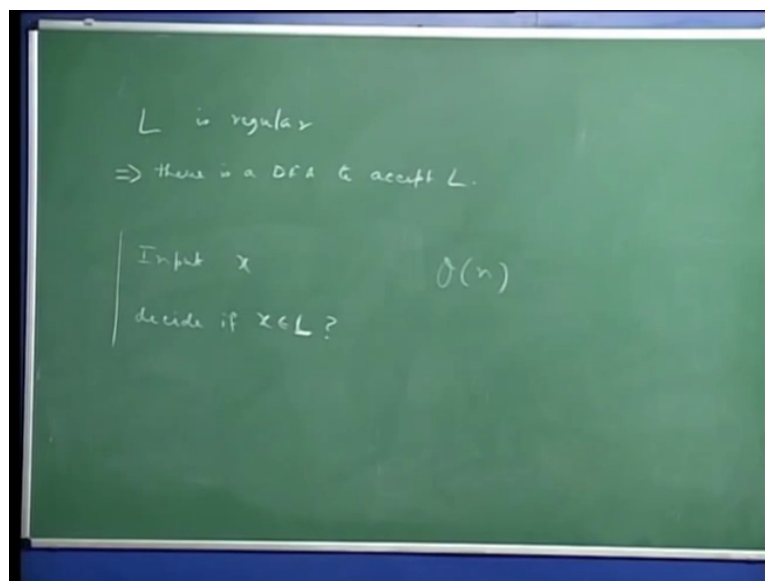 L is regular
=> there is a DFA to accept L.
Input x
O(n)
decide if x ∈ L ?